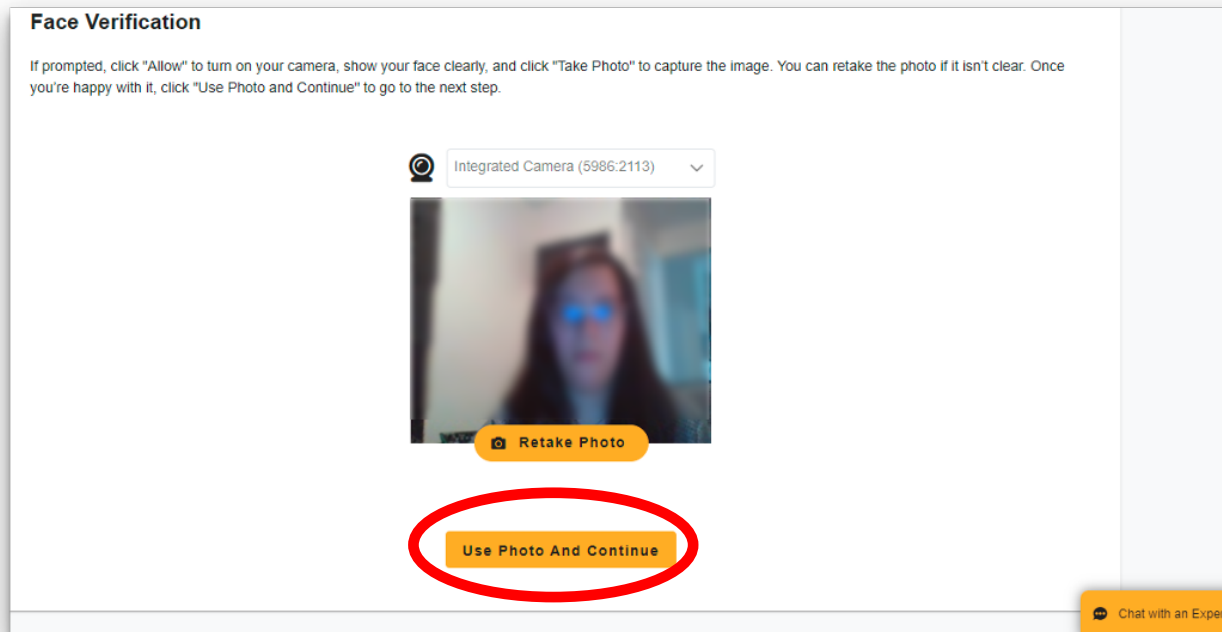 Face Verification
If prompted, click "Allow" to turn on your camera, show your face clearly, and click "Take Photo" to capture the image. You can retake the photo if it isn't clear. Once
you're happy with it, click "Use Photo and Continue" to go to the next step.
Integrated Camera (5986:2113)
Retake Photo
Use Photo And Continue
Chat with an Exper